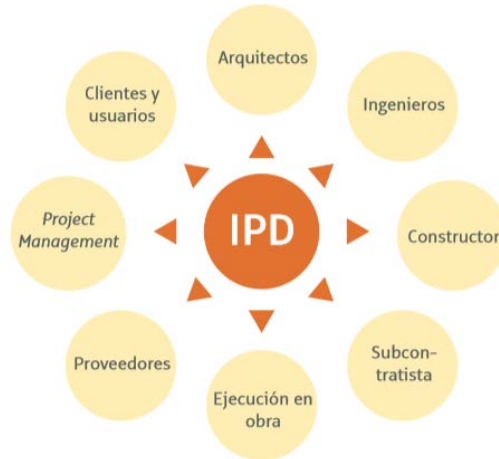 Arquitectos
Ingenieros
Constructor
Subcon-
tratista
Ejecución en
obra
Proveedores
Project
Management
Clientes y
usuarios
IPD